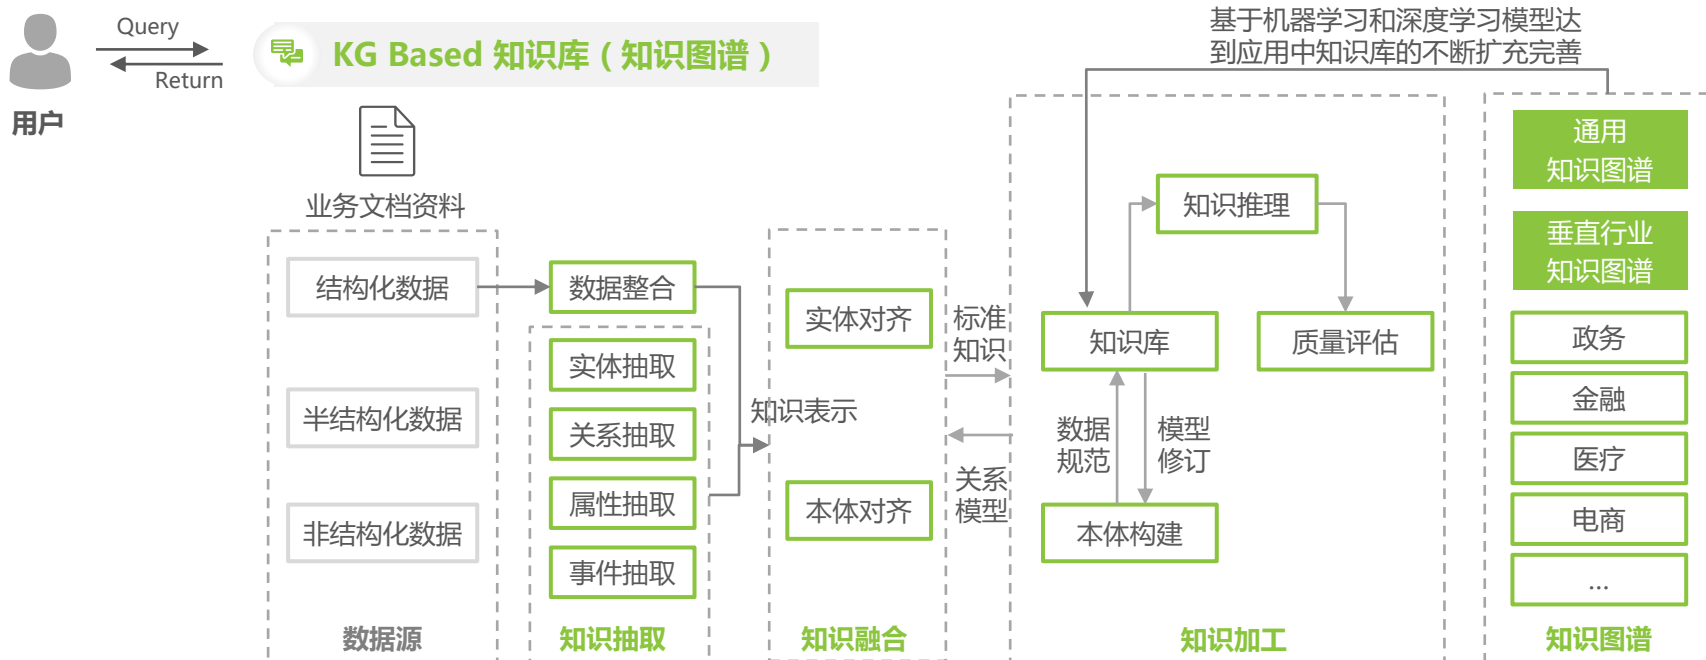 Query
Return
用户
KG Based 知识库（知识图谱）
基于机器学习和深度学习模型达
到应用中知识库的不断扩充完善
业务文档资料
结构化数据
半结构化数据
非结构化数据
数据源
数据整合
实体抽取
关系抽取
属性抽取
事件抽取
知识抽取
知识表示
实体对齐
本体对齐
知识融合
标准
知识
关系
模型
知识推理
知识库
质量评估
数据
规范
模型
修订
本体构建
知识加工
通用
知识图谱
垂直行业
知识图谱
政务
金融
医疗
电商
...
知识图谱